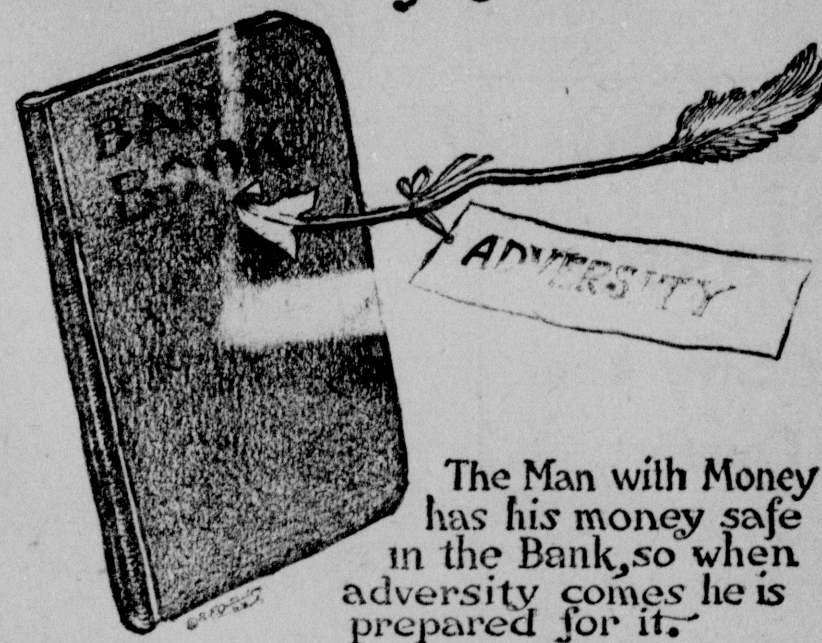 BANK
BOOK
ADVERSITY
The Man with Money
has his money safe
in the Bank, so when
adversity comes he is
prepared for it.